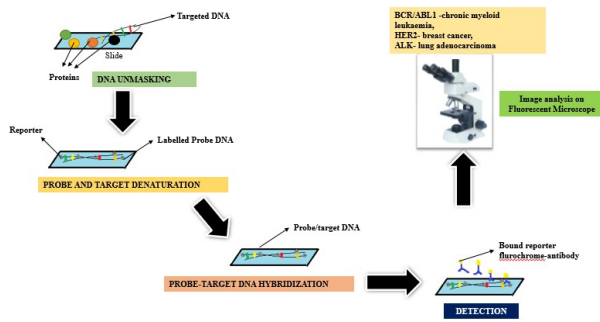 Targeted DNA
Slide
Proteins
DNA UNMASKING
Reporter
Labelled Probe DNA
PROBE AND TARGET DENATURATION
Probe/target DNA
PROBE-TARGET DNA HYBRIDIZATION
Bound reporter
flurochrome-antibody
DETECTION
BCR/ABL1 -chronic myeloid
leukaemia,
HER2- breast cancer,
ALK- lung adenocarcinoma
Image analysis on
Fluorescent Microscope